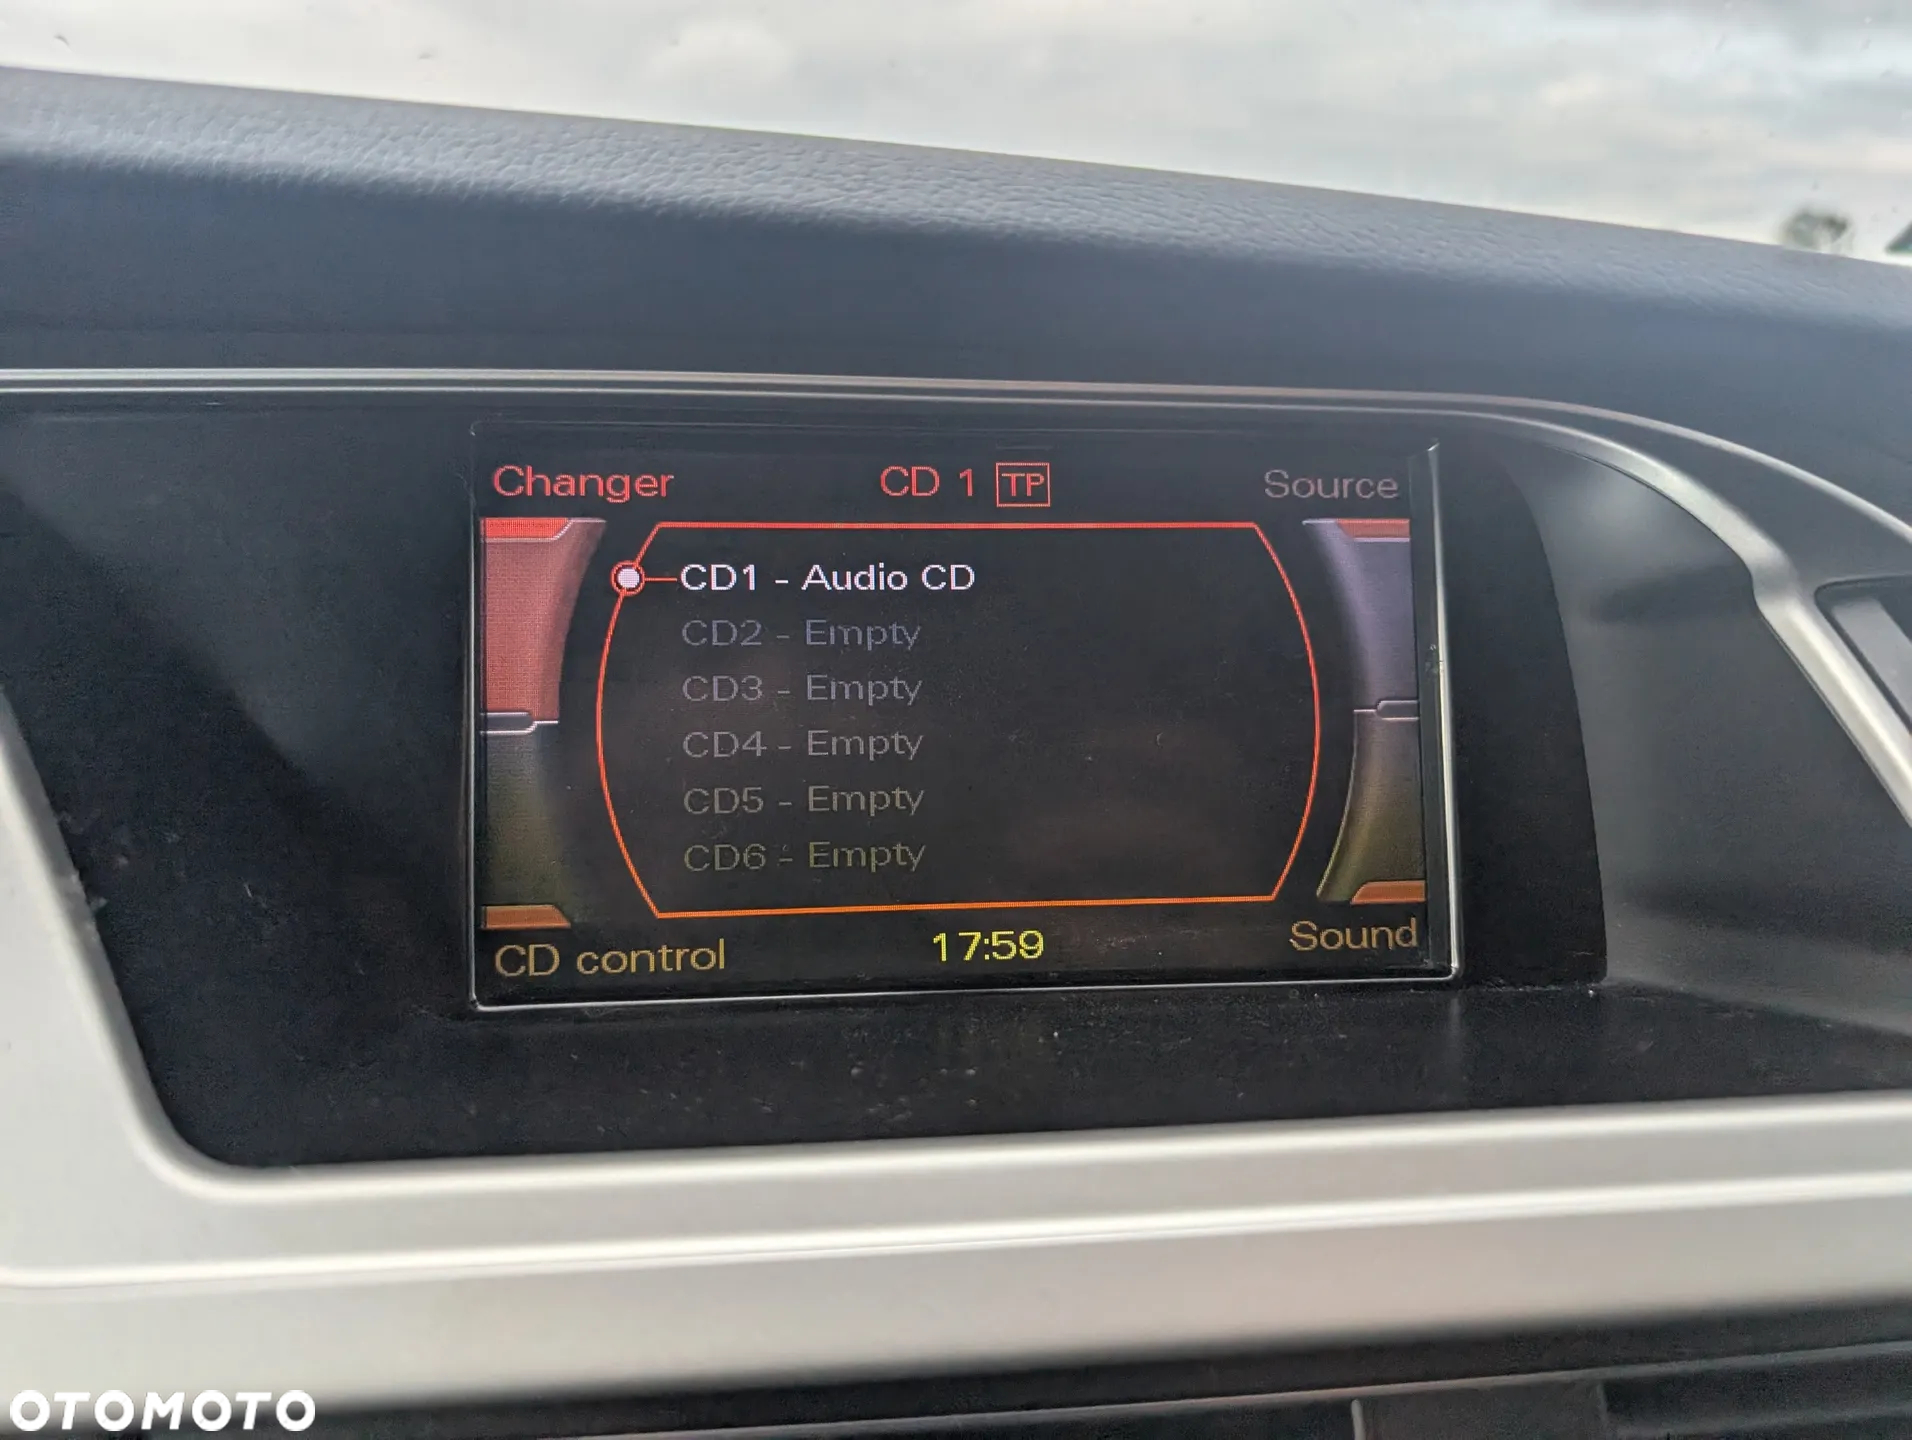 Changer CD 1 TP Source
CD1 - Audio CD
CD2 - Empty
CD3 - Empty
CD4 - Empty
CD5 - Empty
CD6 - Empty
CD control 17:59 Sound
OTOMOTO